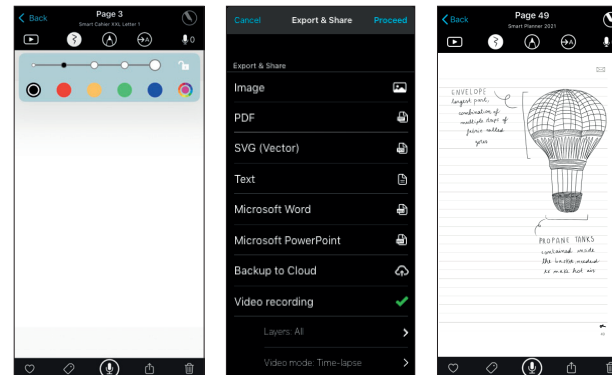 Back
Page 3
Smart Cahier XXL Letter 1
0
Cancel
Export & Share
Proceed
Export & Share
Image
PDF
SVG (Vector)
Text
Microsoft Word
Microsoft PowerPoint
Backup to Cloud
Video recording
Layers: All
Video mode: Time-lapse
Back
Page 49
Smart Planner 2021
ENVELOPE
largest part,
combination of
multiple drops of
fabric called
gores
PROPANE TANKS
contained inside
the basket needed
to make hot air